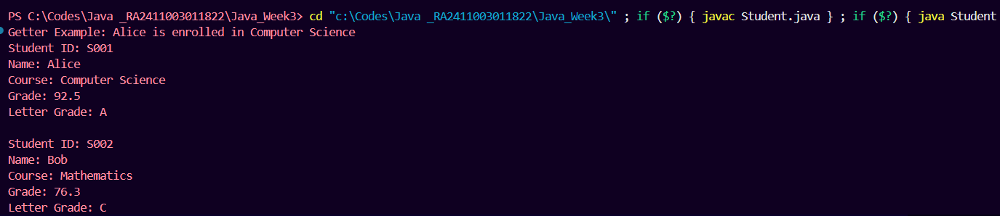 PS C:\Codes\Java _RA2411003011822\Java_Week3> cd "c:\Codes\Java _RA2411003011822\Java_Week3\" ; if ($?) { javac Student.java } ; if ($?) { java Student
Getter Example: Alice is enrolled in Computer Science
Student ID: S001
Name: Alice
Course: Computer Science
Grade: 92.5
Letter Grade: A

Student ID: S002
Name: Bob
Course: Mathematics
Grade: 76.3
Letter Grade: C